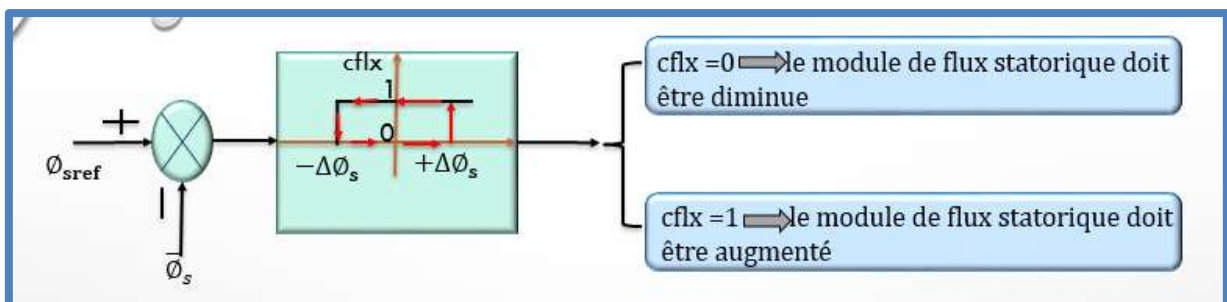 cflx
1
0
−ΔØₛ
+ΔØₛ
+
Øsref
−
Ø̄ₛ
cflx =0 ⟹le module de flux statorique doit
être diminue
cflx =1 ⟹le module de flux statorique doit
être augmenté